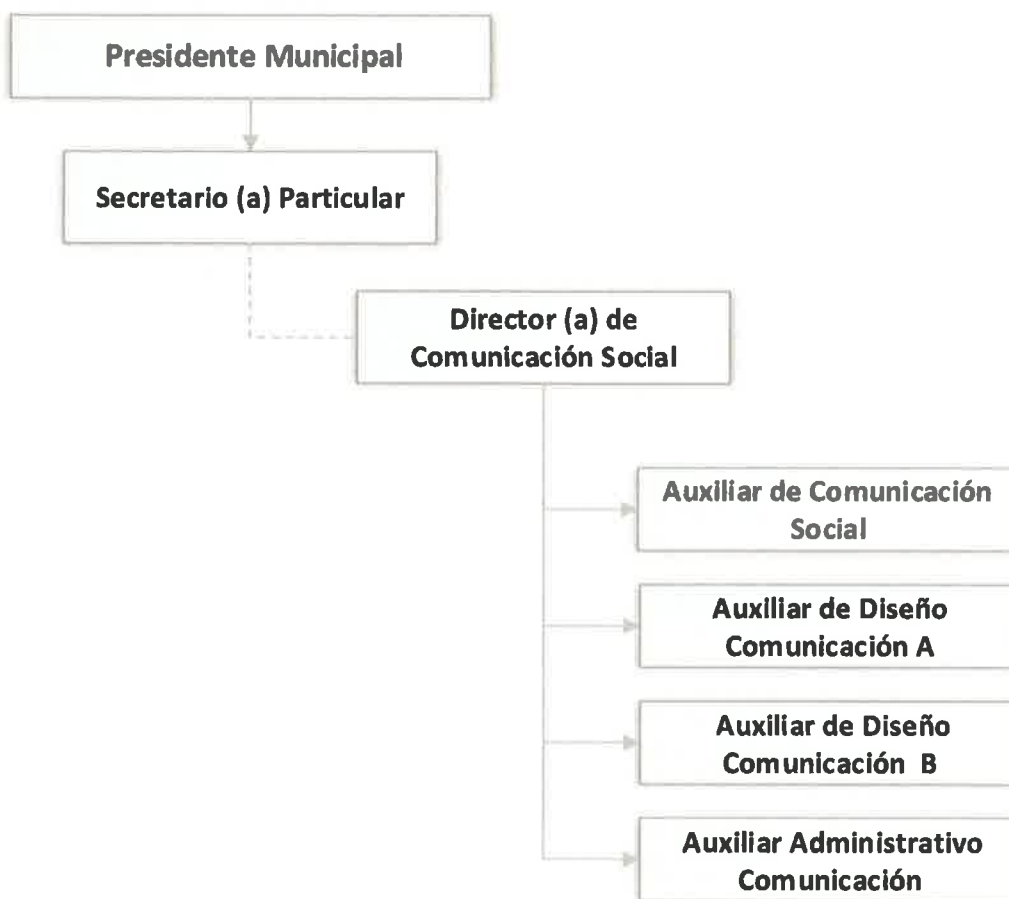 Presidente Municipal
Secretario (a) Particular
Director (a) de
Comunicación Social
Auxiliar de Comunicación
Social
Auxiliar de Diseño
Comunicación A
Auxiliar de Diseño
Comunicación B
Auxiliar Administrativo
Comunicación